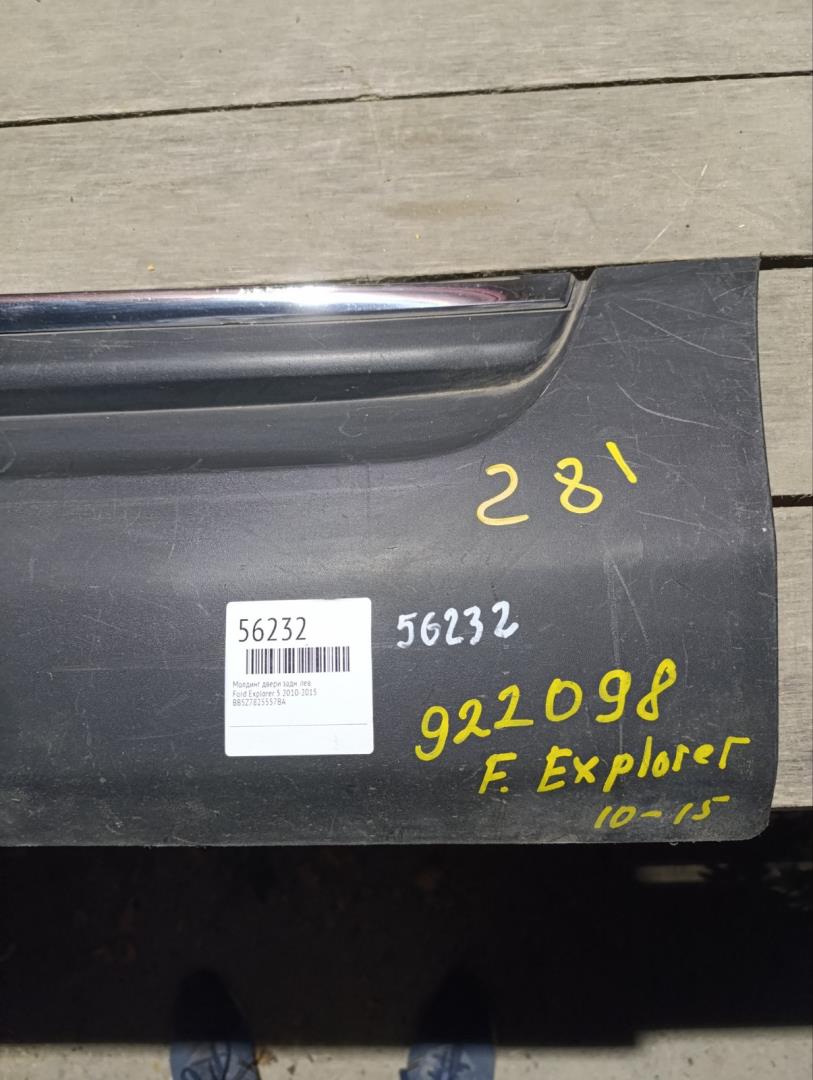 281
56232
Молдинг двери задн. лев.
Ford Explorer 5 2010-2015
BB5Z7825557BA
56232
922098
F. Explorer
10-15